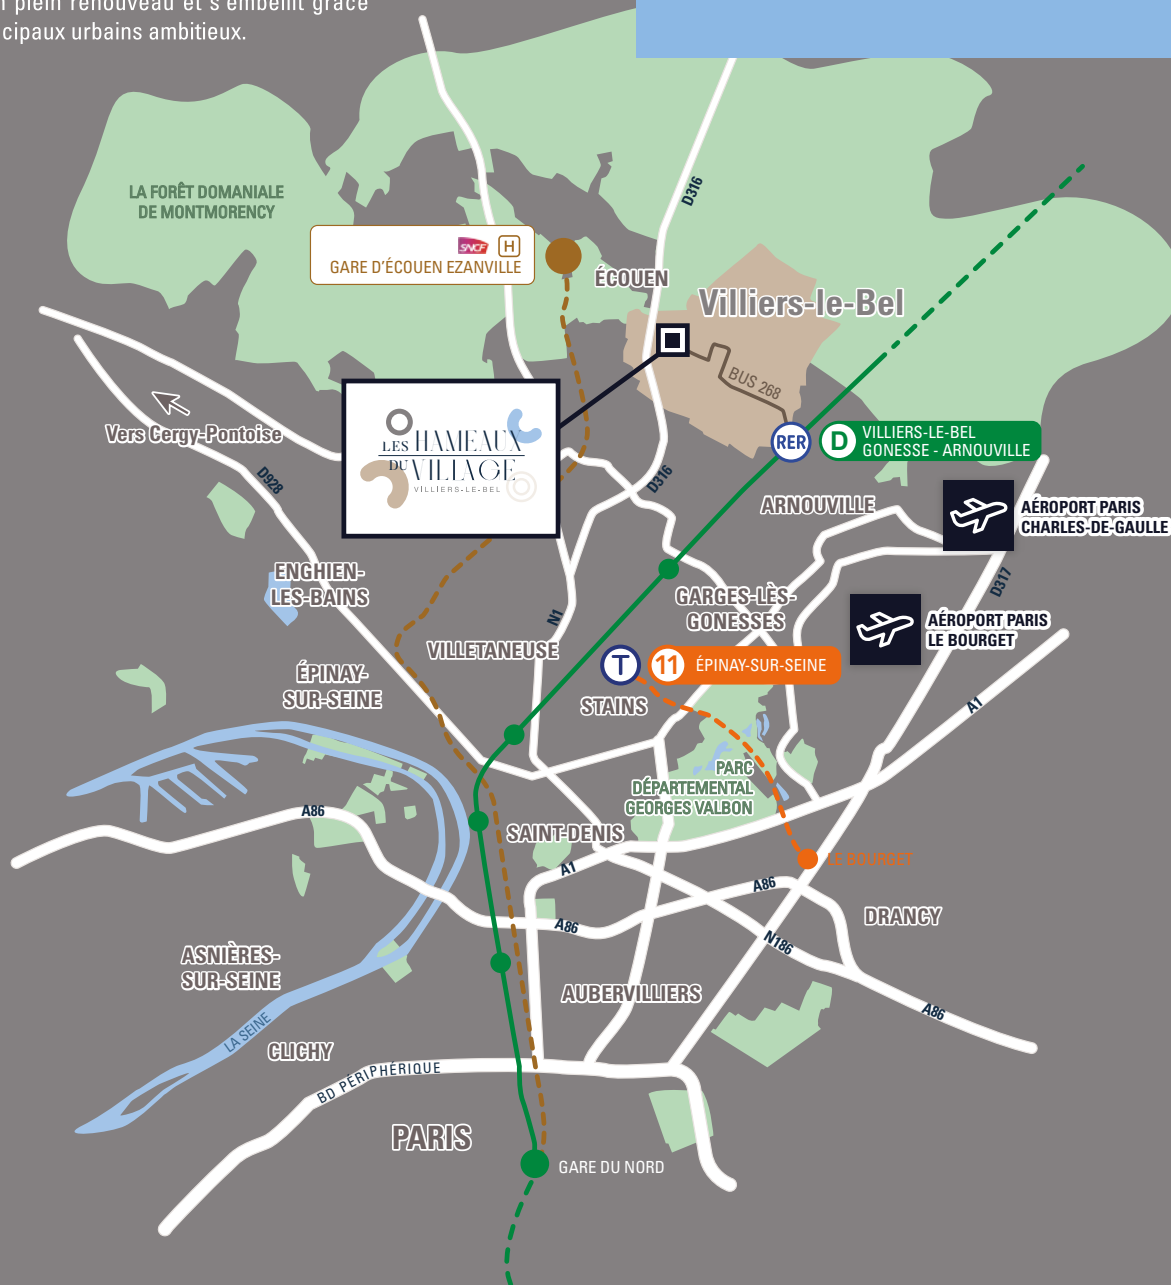 n plein renouveau et s'embellit grâce
cipaux urbains ambitieux.
LA FORÊT DOMANIALE
DE MONTMORENCY
D316
SNCF H
GARE D'ÉCOUEN EZANVILLE
ÉCOUEN
Villiers-le-Bel
BUS 268
Vers Cergy-Pontoise
LES HAMEAUX
DU VILLAGE
VILLIERS-LE-BEL
RER D VILLIERS-LE-BEL
GONESSE - ARNOUVILLE
D928
D316
ARNOUVILLE
AÉROPORT PARIS
CHARLES-DE-GAULLE
ENGHIEN-
LES-BAINS
D317
GARGES-LÈS-
GONESSES
N1
AÉROPORT PARIS
LE BOURGET
VILLETANEUSE
T 11 ÉPINAY-SUR-SEINE
ÉPINAY-
SUR-SEINE
STAINS
A1
PARC
DÉPARTEMENTAL
GEORGES VALBON
A86
SAINT-DENIS
LE BOURGET
A1
A86
DRANCY
A86
N186
ASNIÈRES-
SUR-SEINE
AUBERVILLIERS
A86
LA SEINE
CLICHY
BD PÉRIPHÉRIQUE
PARIS
GARE DU NORD